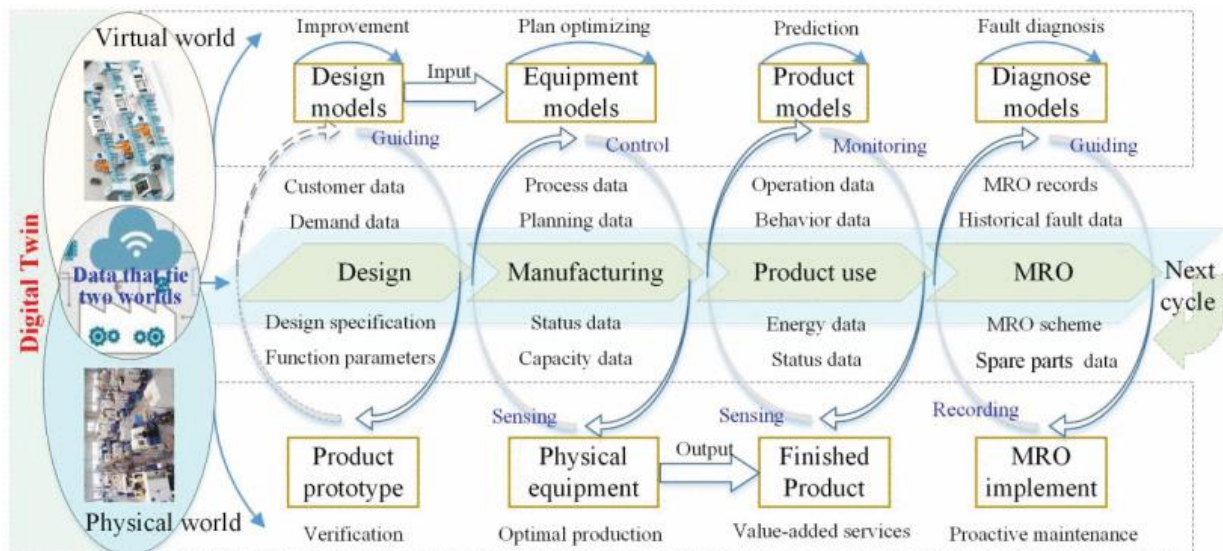 Digital Twin
Virtual world
Data that tie
two worlds
Physical world
Improvement
Plan optimizing
Prediction
Fault diagnosis
Design
models
Input
Equipment
models
Product
models
Diagnose
models
Guiding
Control
Monitoring
Guiding
Customer data
Process data
Operation data
MRO records
Demand data
Planning data
Behavior data
Historical fault data
Design
Manufacturing
Product use
MRO
Next
cycle
Design specification
Status data
Energy data
MRO scheme
Function parameters
Capacity data
Status data
Spare parts data
Sensing
Sensing
Recording
Product
prototype
Physical
equipment
Output
Finished
Product
MRO
implement
Verification
Optimal production
Value-added services
Proactive maintenance